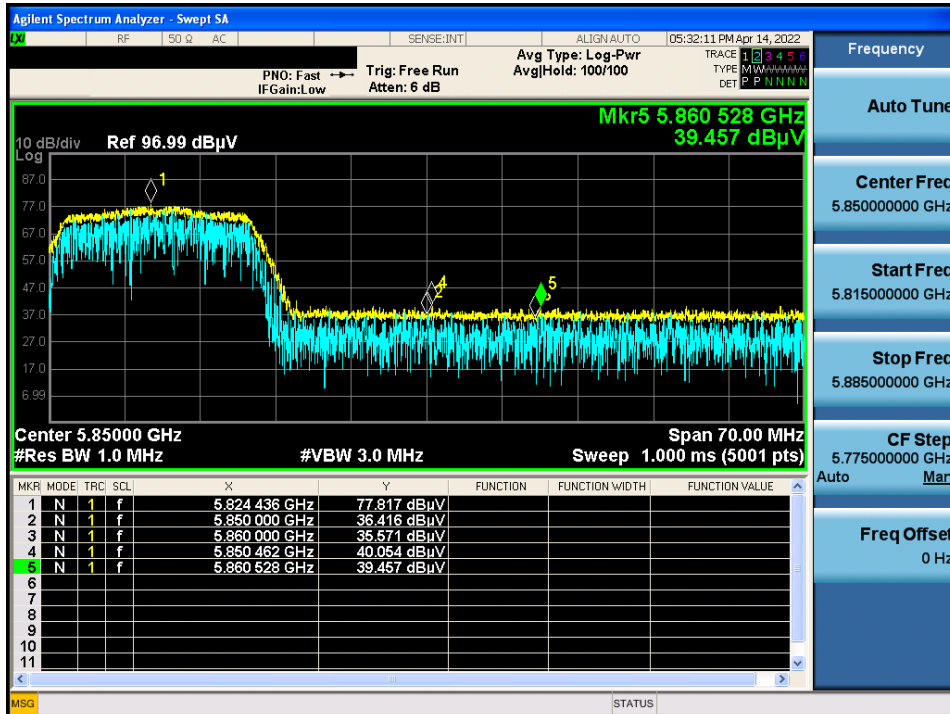 Agilent Spectrum Analyzer - Swept SA
LXI RF 50 Ω AC SENSE:INT ALIGN AUTO 05:32:11 PM Apr 14, 2022
PNO: Fast IFGain:Low
Trig: Free Run
Atten: 6 dB
Avg Type: Log-Pwr
Avg|Hold: 100/100
TRACE 1 2 3 4 5 6
TYPE M
DET P P N N N N
Mkr5 5.860 528 GHz
39.457 dBµV
10 dB/div Ref 96.99 dBµV
Log
87.0
77.0
67.0
57.0
47.0
37.0
27.0
17.0
6.99
1
4
2
5
Center 5.85000 GHz Span 70.00 MHz
#Res BW 1.0 MHz #VBW 3.0 MHz Sweep 1.000 ms (5001 pts)
MKR MODE TRC SCL X Y FUNCTION FUNCTION WIDTH FUNCTION VALUE
1 N 1 f 5.824 436 GHz 77.817 dBµV
2 N 1 f 5.850 000 GHz 36.416 dBµV
3 N 1 f 5.860 000 GHz 35.571 dBµV
4 N 1 f 5.850 462 GHz 40.054 dBµV
5 N 1 f 5.860 528 GHz 39.457 dBµV
6
7
8
9
10
11
MSG STATUS
Frequency
Auto Tune
Center Freq
5.850000000 GHz
Start Freq
5.815000000 GHz
Stop Freq
5.885000000 GHz
CF Step
5.775000000 GHz
Auto Man
Freq Offset
0 Hz